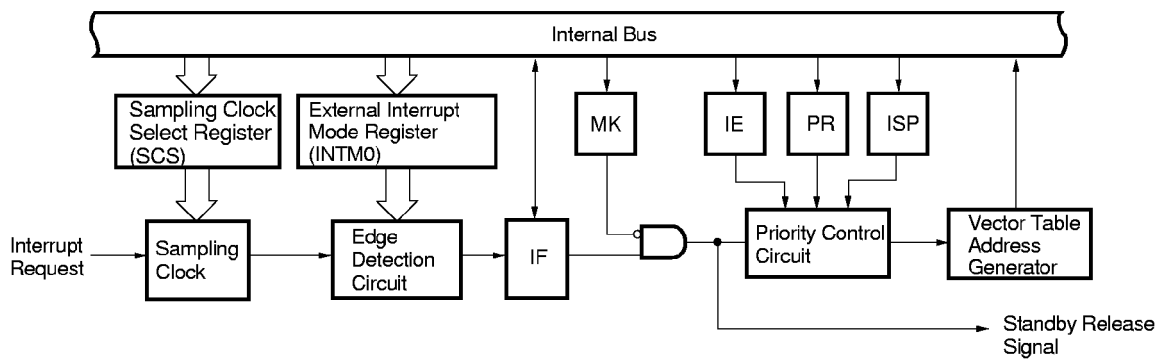 Internal Bus
Sampling Clock
Select Register
(SCS)
External Interrupt
Mode Register
(INTM0)
MK
IE
PR
ISP
Interrupt
Request
Sampling
Clock
Edge
Detection
Circuit
IF
Priority Control
Circuit
Vector Table
Address
Generator
Standby Release
Signal